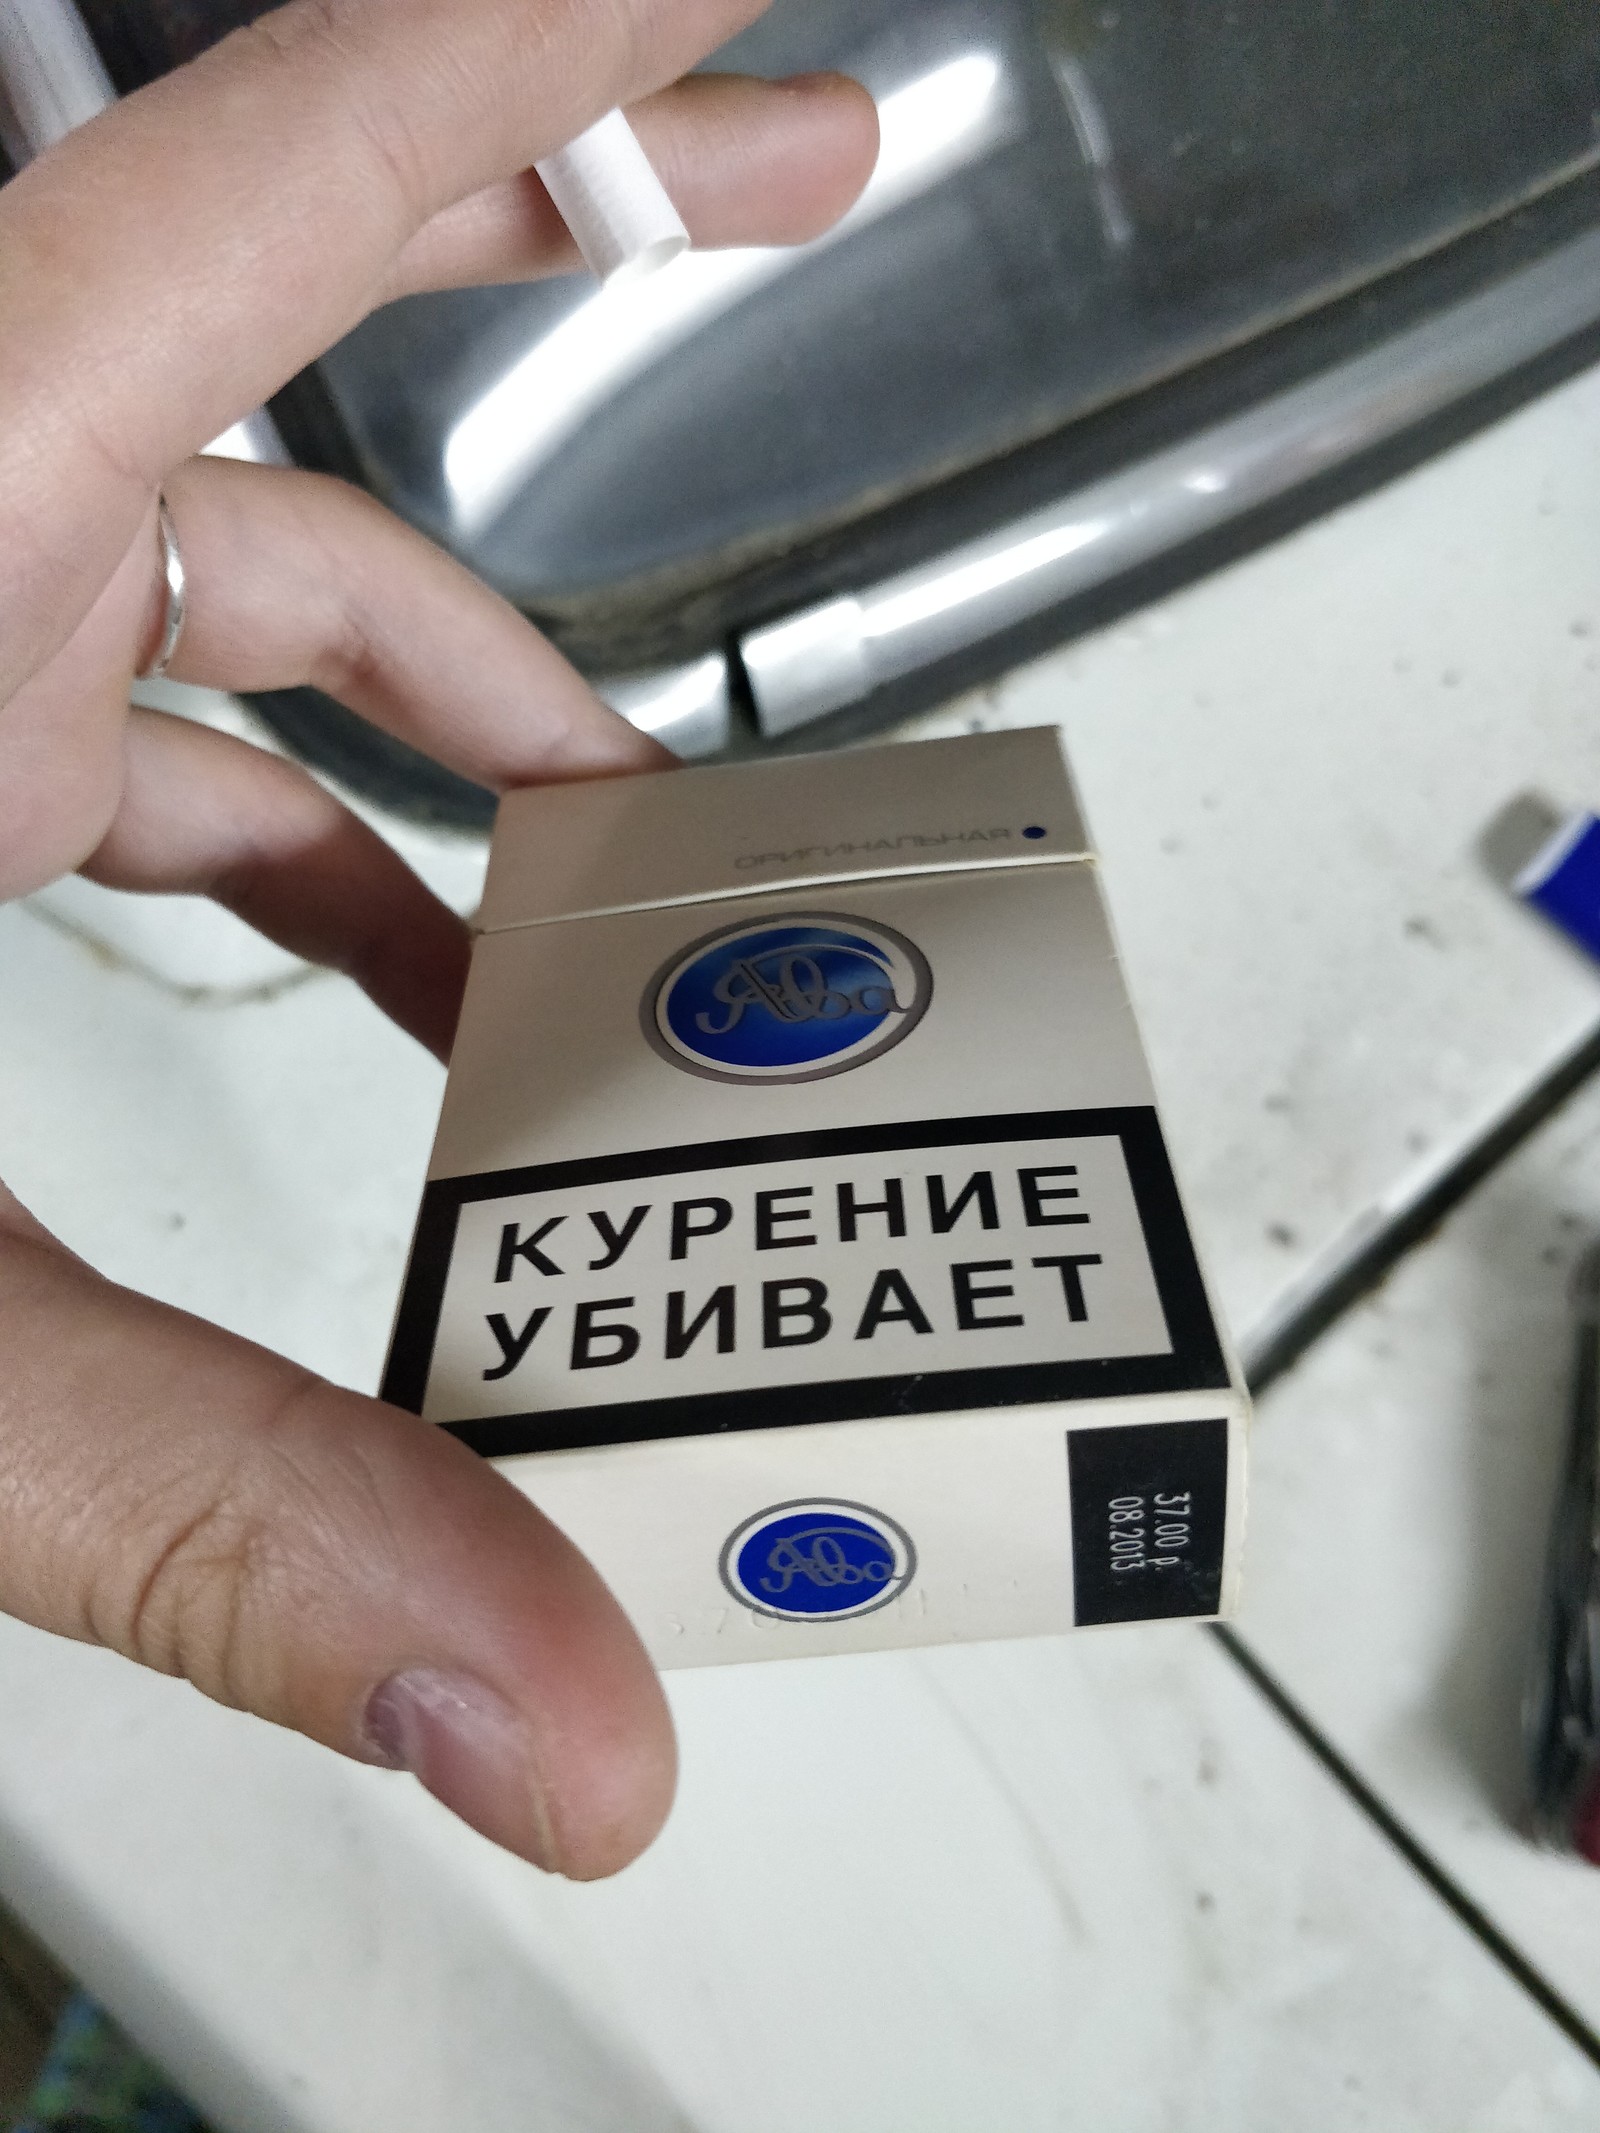 ОРИГИНАЛЬНАЯ
Ява
КУРЕНИЕ
УБИВАЕТ
Ява
37.00 р.
08.2013